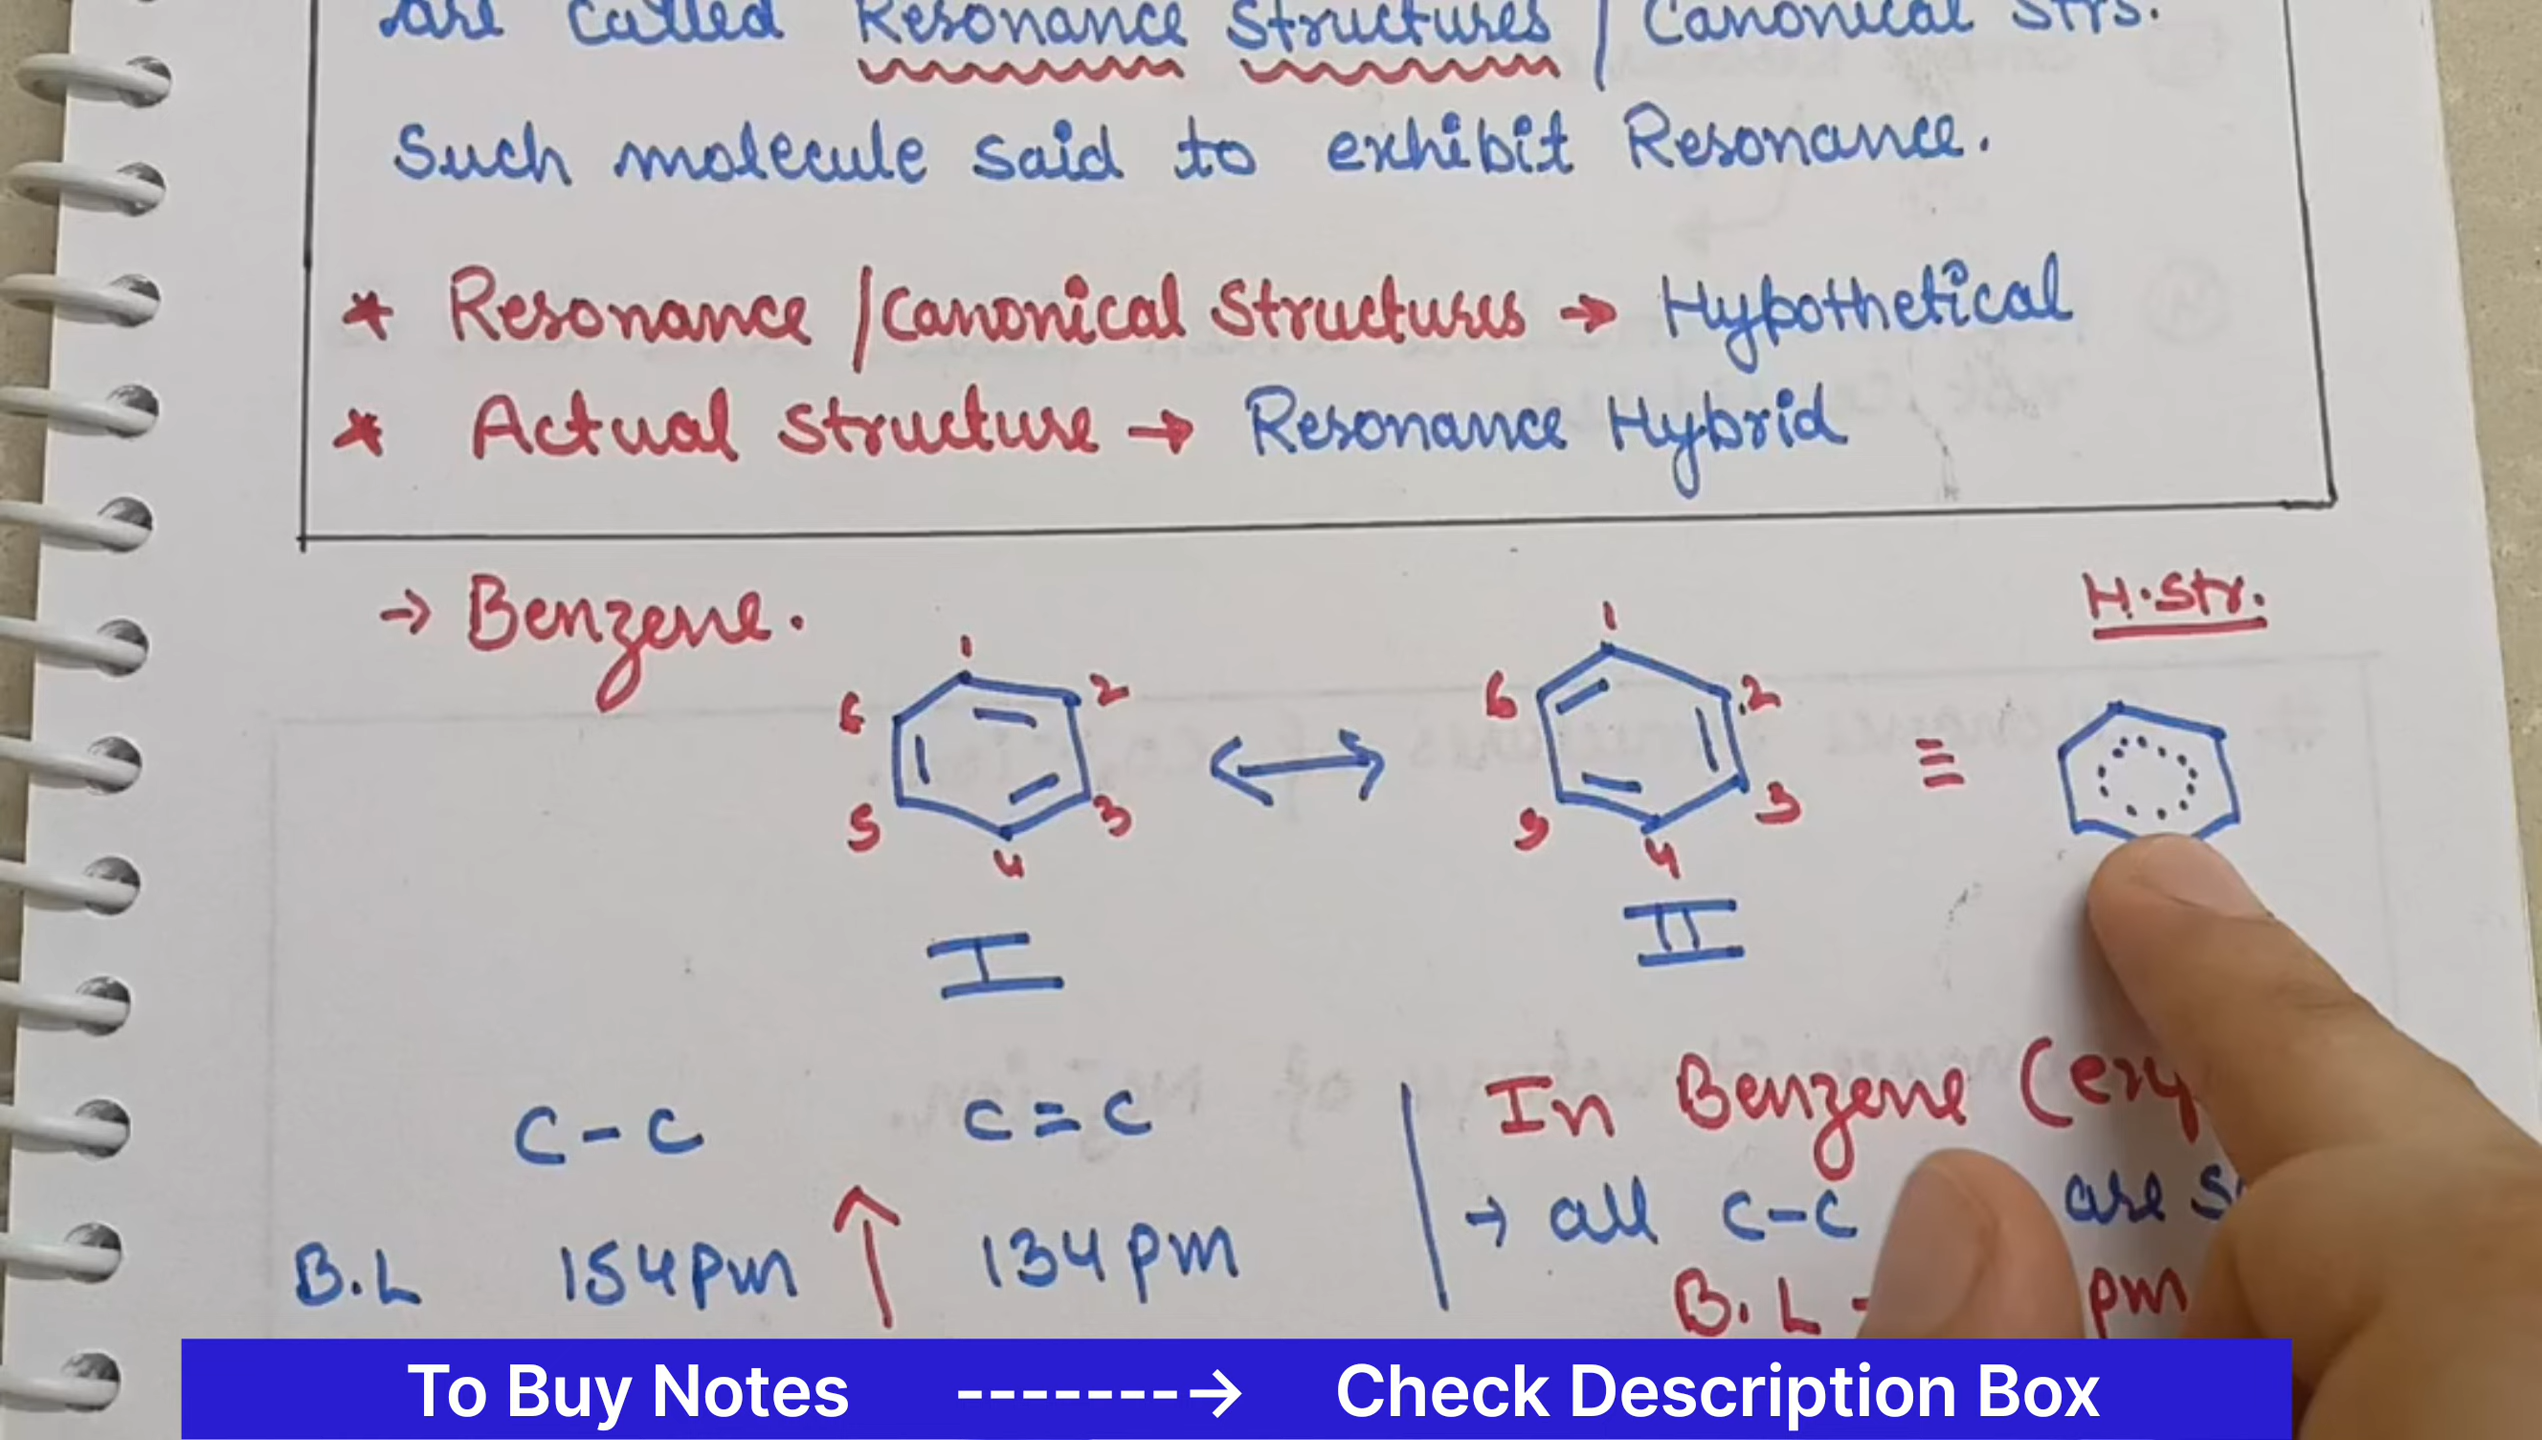 are called Resonance Structures / Canonical Strs.
Such molecule said to exhibit Resonance.
* Resonance / Canonical Structures → Hypothetical
* Actual Structure → Resonance Hybrid
→ Benzene.
H.Str.
1 2 3 4 5 6
1 2 3 4 5 6
↔ ≡
I II
C-C C=C
B.L 154pm ↑ 134pm
In Benzene (
→ all C-C are
B.L - pm
To Buy Notes -------→ Check Description Box